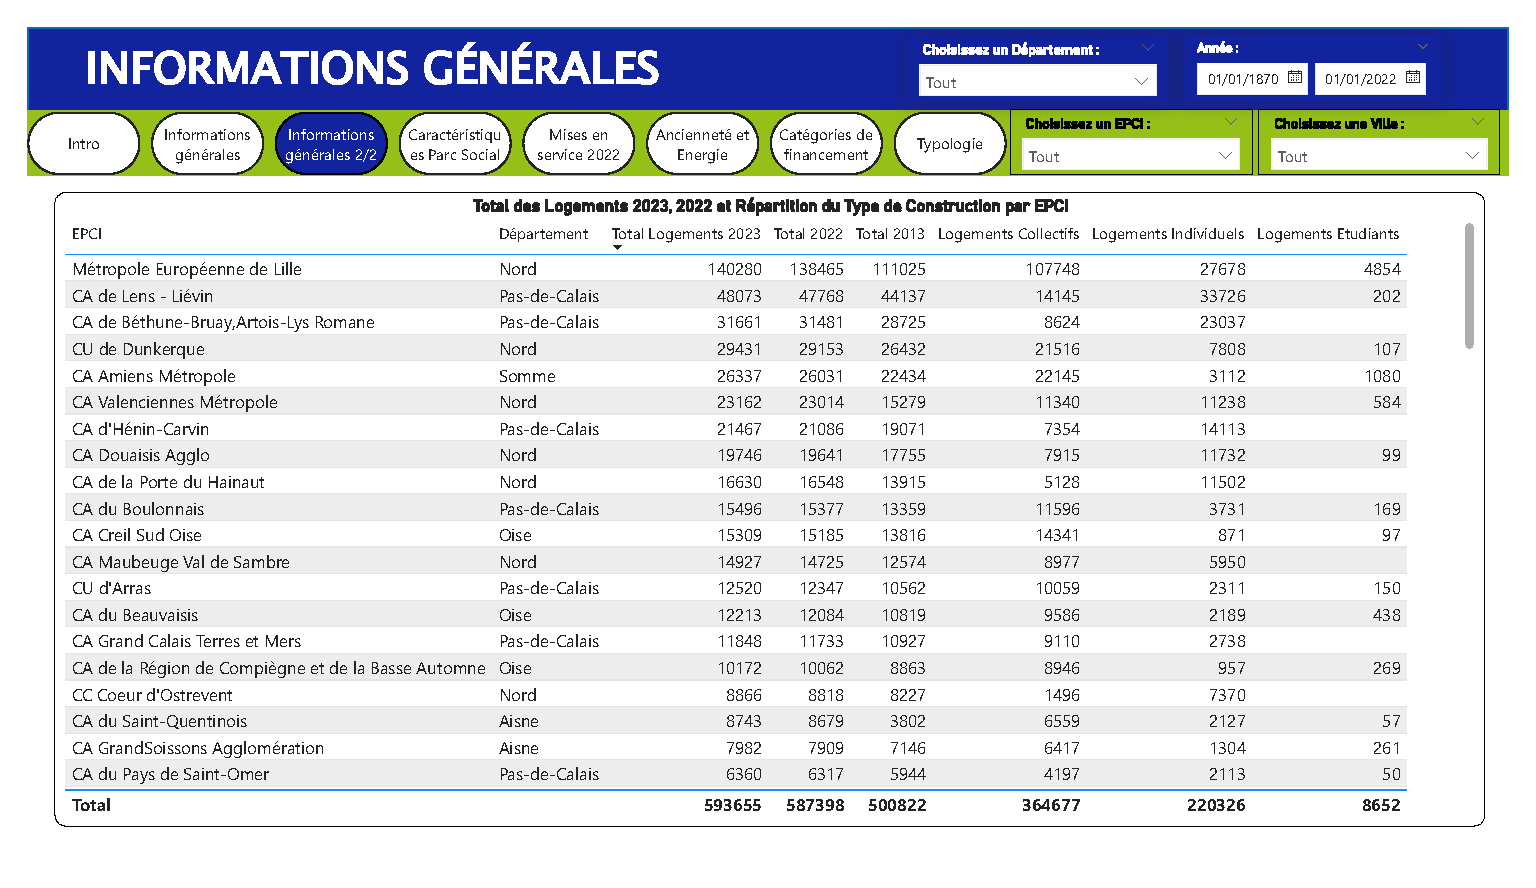 INFORMATIONS GÉNÉRALES
Choisissez un Département :
Tout
Année :
01/01/1870 01/01/2022
Intro
Informations
générales
Informations
générales 2/2
Caractéristiqu
es Parc Social
Mises en
service 2022
Ancienneté et
Energie
Catégories de
financement
Typologie
Choisissez un EPCI :
Tout
Choisissez une Ville :
Tout
Total des Logements 2023, 2022 et Répartition du Type de Construction par EPCI
EPCI Département Total Logements 2023 Total 2022 Total 2013 Logements Collectifs Logements Individuels Logements Etudiants
Métropole Européenne de Lille Nord 140280 138465 111025 107748 27678 4854
CA de Lens - Liévin Pas-de-Calais 48073 47768 44137 14145 33726 202
CA de Béthune-Bruay,Artois-Lys Romane Pas-de-Calais 31661 31481 28725 8624 23037
CU de Dunkerque Nord 29431 29153 26432 21516 7808 107
CA Amiens Métropole Somme 26337 26031 22434 22145 3112 1080
CA Valenciennes Métropole Nord 23162 23014 15279 11340 11238 584
CA d'Hénin-Carvin Pas-de-Calais 21467 21086 19071 7354 14113
CA Douaisis Agglo Nord 19746 19641 17755 7915 11732 99
CA de la Porte du Hainaut Nord 16630 16548 13915 5128 11502
CA du Boulonnais Pas-de-Calais 15496 15377 13359 11596 3731 169
CA Creil Sud Oise Oise 15309 15185 13816 14341 871 97
CA Maubeuge Val de Sambre Nord 14927 14725 12574 8977 5950
CU d'Arras Pas-de-Calais 12520 12347 10562 10059 2311 150
CA du Beauvaisis Oise 12213 12084 10819 9586 2189 438
CA Grand Calais Terres et Mers Pas-de-Calais 11848 11733 10927 9110 2738
CA de la Région de Compiègne et de la Basse Automne Oise 10172 10062 8863 8946 957 269
CC Coeur d'Ostrevent Nord 8866 8818 8227 1496 7370
CA du Saint-Quentinois Aisne 8743 8679 3802 6559 2127 57
CA GrandSoissons Agglomération Aisne 7982 7909 7146 6417 1304 261
CA du Pays de Saint-Omer Pas-de-Calais 6360 6317 5944 4197 2113 50
Total 593655 587398 500822 364677 220326 8652